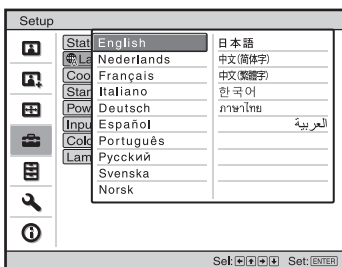 Setup
Stat
La
Coo
Star
Pow
Inpu
Colo
Lam
English
Nederlands
Français
Italiano
Deutsch
Español
Português
Русский
Svenska
Norsk
日本語
中文(简体字)
中文(繁體字)
한국어
ภาษาไทย
العربية
Sel: Set: ENTER